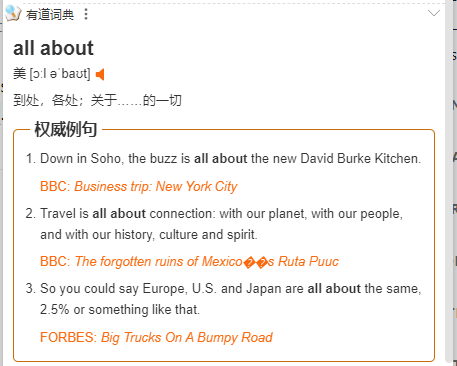 有道词典
all about
美 [ɔːl əˈbaʊt]
到处，各处；关于……的一切
权威例句
1. Down in Soho, the buzz is all about the new David Burke Kitchen.
BBC: Business trip: New York City
2. Travel is all about connection: with our planet, with our people,
and with our history, culture and spirit.
BBC: The forgotten ruins of Mexico��s Ruta Puuc
3. So you could say Europe, U.S. and Japan are all about the same,
2.5% or something like that.
FORBES: Big Trucks On A Bumpy Road